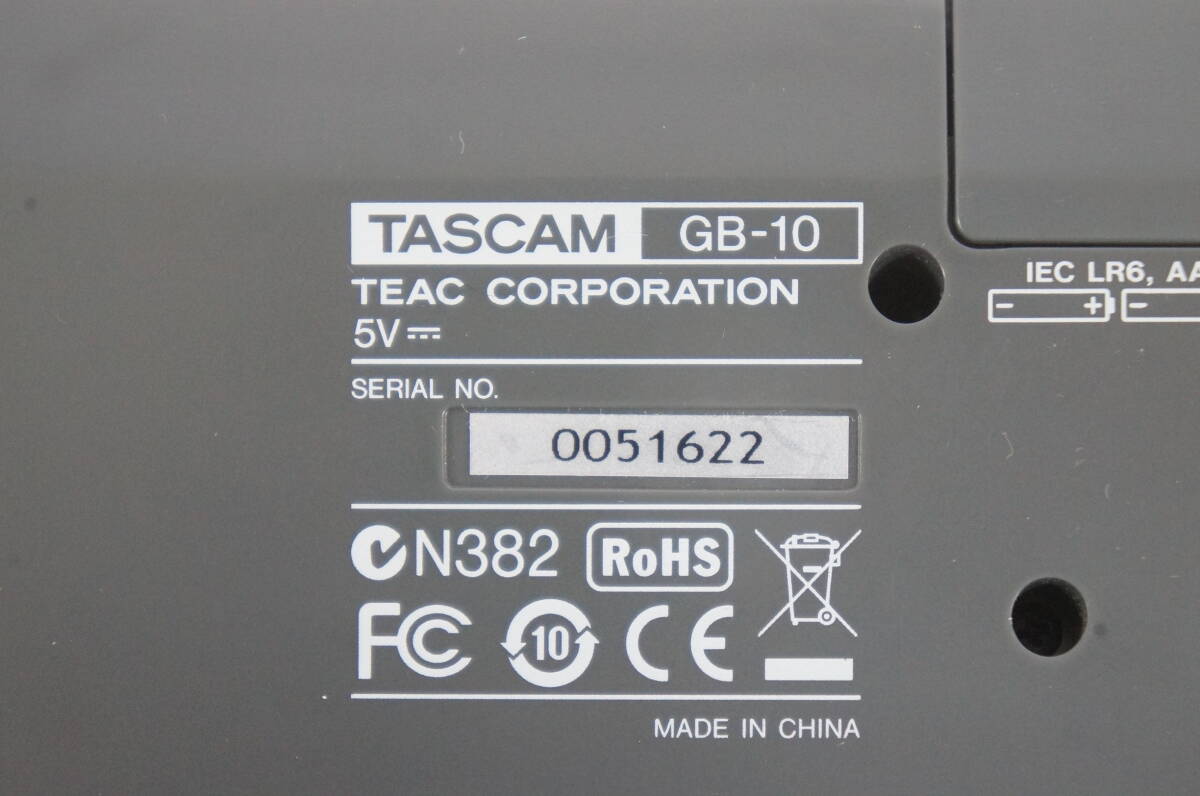 TASCAM GB-10
TEAC CORPORATION
5V
IEC LR6, AA
- + -
SERIAL NO.
0051622
N382 RoHS
FC 10 CE
MADE IN CHINA